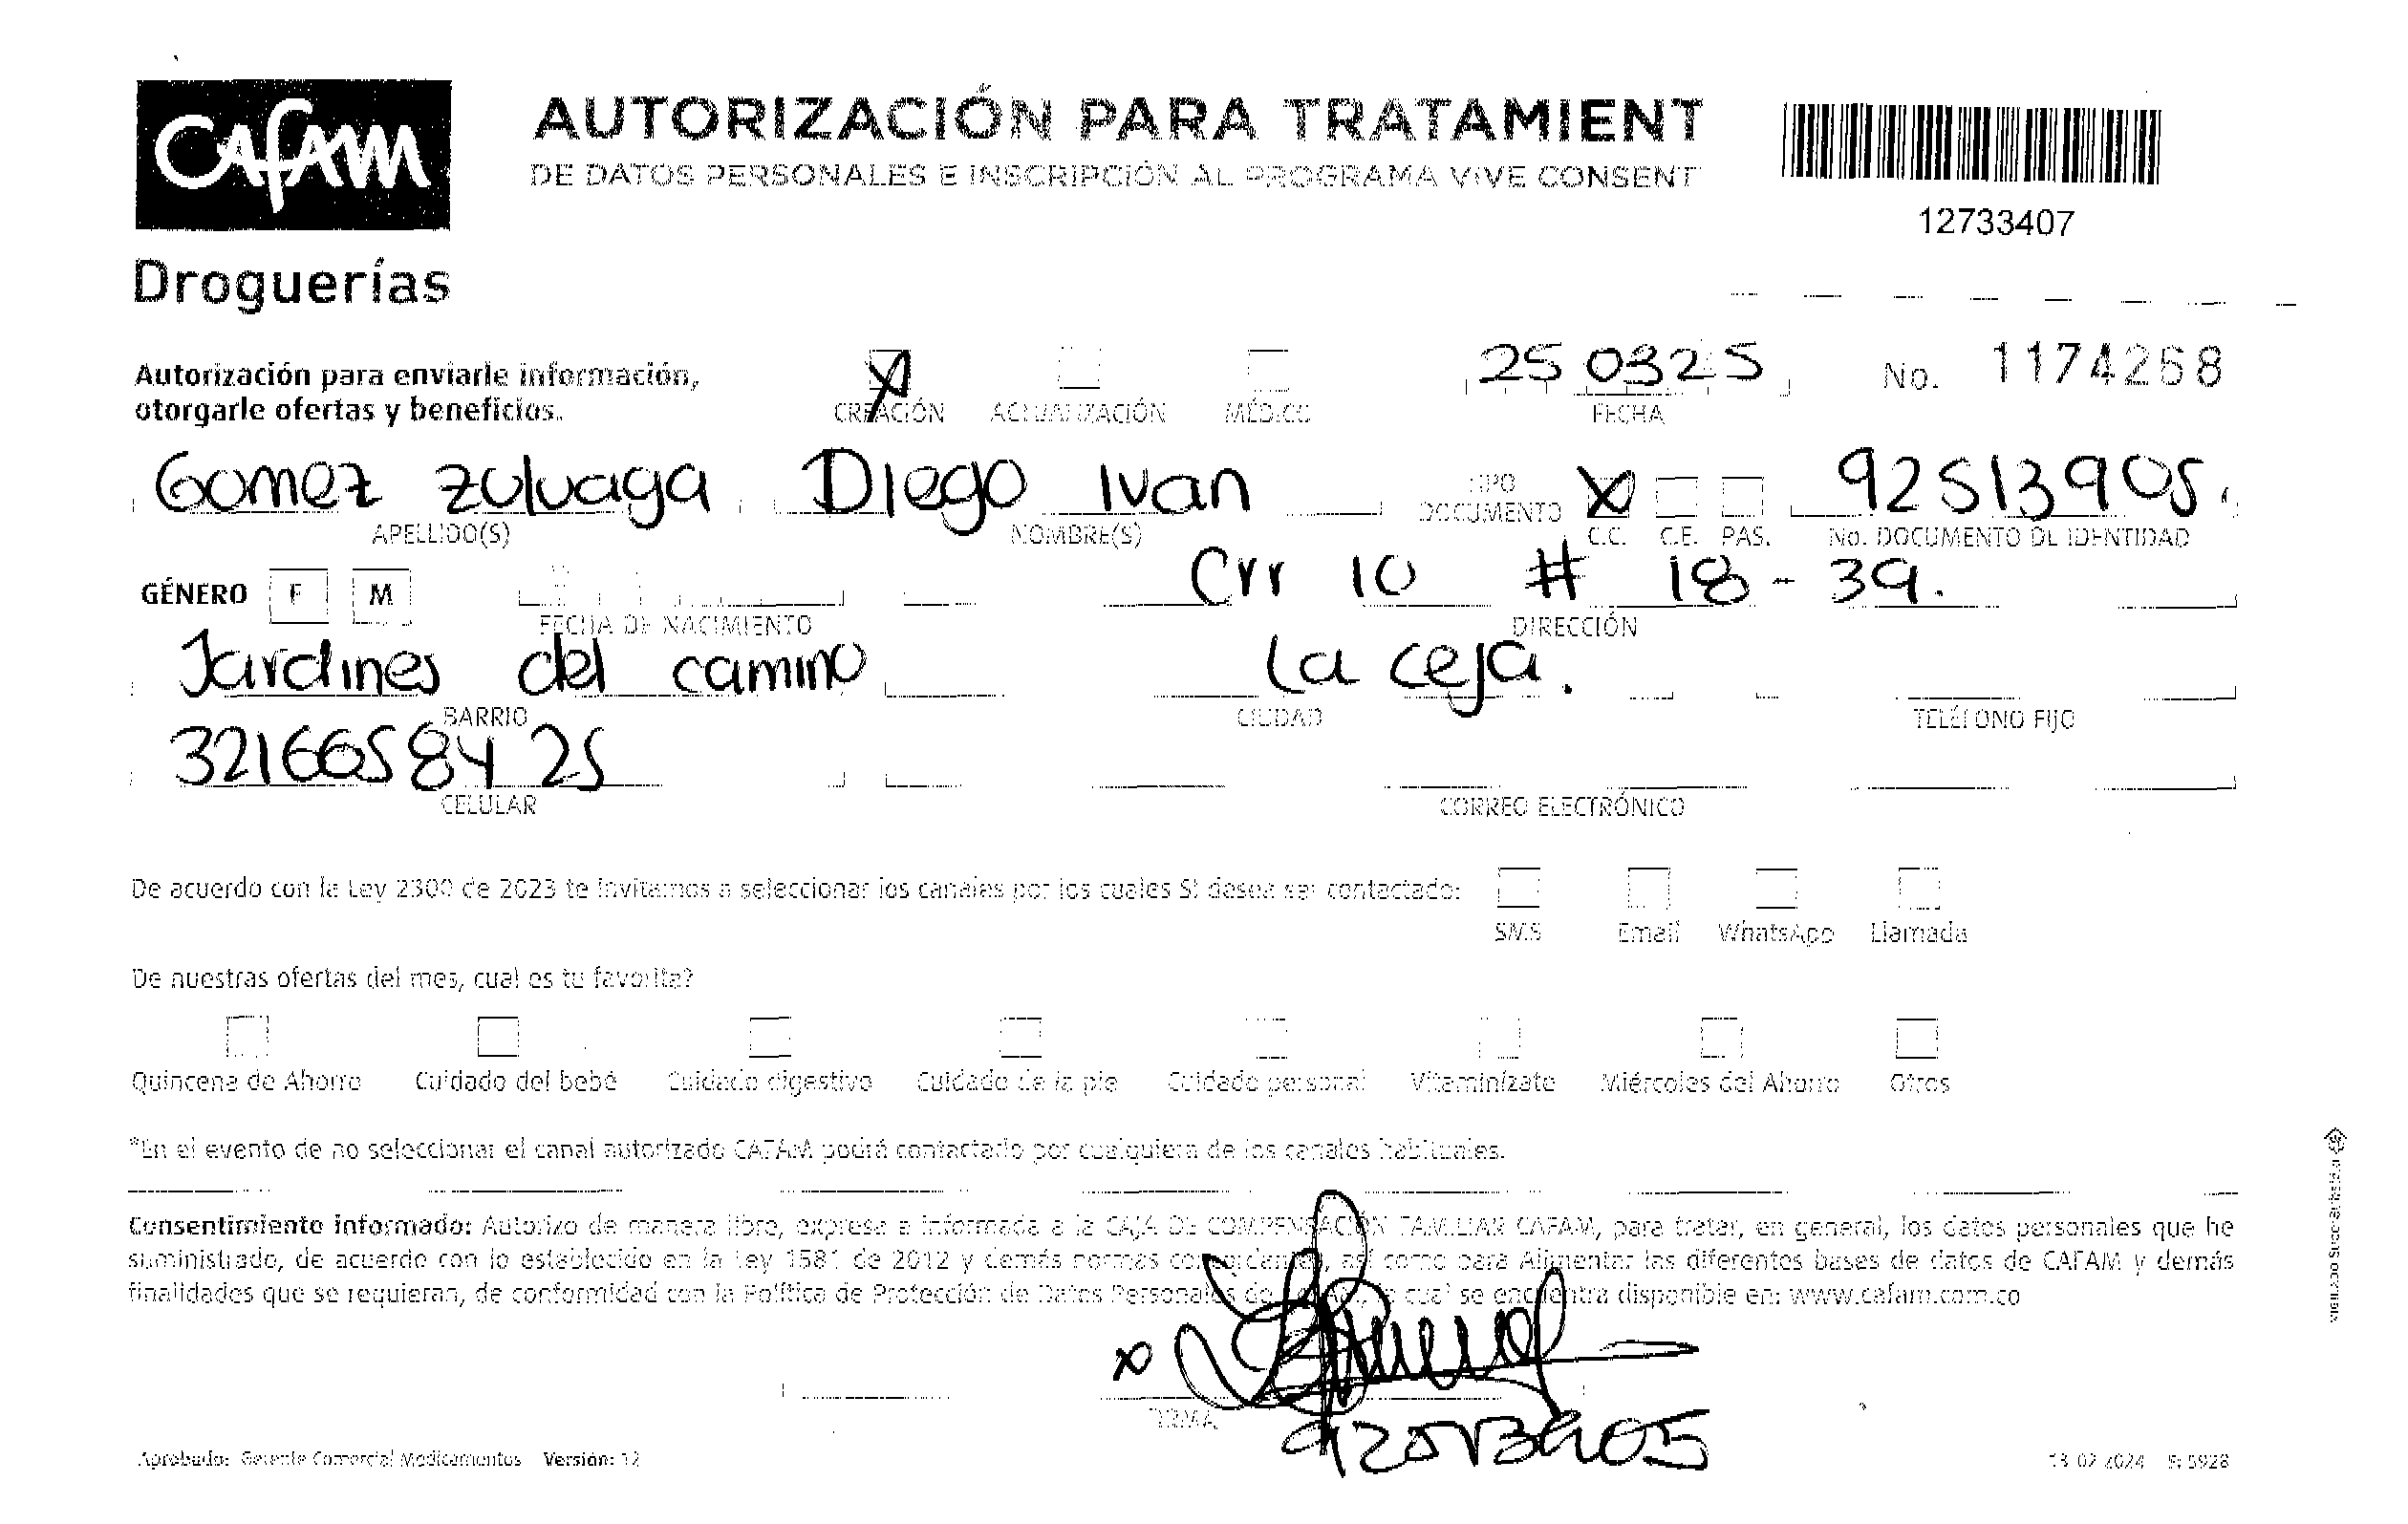 CAFAM
Droguerías
AUTORIZACIÓN PARA TRATAMIENT
DE DATOS PERSONALES E INSCRIPCIÓN AL PROGRAMA VIVE CONSENT
12733407
Autorización para enviarle información,
otorgarle ofertas y beneficios.
CREACIÓN ACTUALIZACIÓN MÉDICO
250325
FECHA
No. 1174268
Gomez Zuluaga Diego Ivan
TIPO DOCUMENTO X 92513905.
APELLIDO(S) NOMBRE(S) C.C. C.E. PAS. No. DOCUMENTO DE IDENTIDAD
GÉNERO F M
Crr 10 # 18-39.
FECHA DE NACIMIENTO DIRECCIÓN
Jardines del camino la ceja.
BARRIO CIUDAD TELÉFONO FIJO
3216658425
CELULAR CORREO ELECTRÓNICO
De acuerdo con la Ley 2300 de 2023 te invitamos a seleccionar los canales por los cuales SI desea ser contactado:
SMS Email WhatsApp Llamada
De nuestras ofertas del mes, cual es tu favorita?
Quincena de Ahorro Cuidado del bebé Cuidado digestivo Cuidado de la pie Cuidado personal Vitamínizate Miércoles del Ahorro Otros
*En el evento de no seleccionar el canal autorizado CAFAM podrá contactarlo por cualquiera de los canales habituales.
Consentimiento informado: Autorizo de manera libre, expresa e informada a la CAJA DE COMPENSACIÓN FAMILIAR CAFAM, para tratar, en general, los datos personales que he
suministrado, de acuerdo con lo establecido en la Ley 1581 de 2012 y demás normas concordantes, así como para Alimentar las diferentes bases de datos de CAFAM y demás
finalidades que se requieran, de conformidad con la Política de Protección de Datos Personales de Cafam, la cual se encuentra disponible en: www.cafam.com.co
x
FIRMA
92513905
Aprobado: Gerente Comercial Medicamentos Versión: 12
13 02 2024 F: 5928